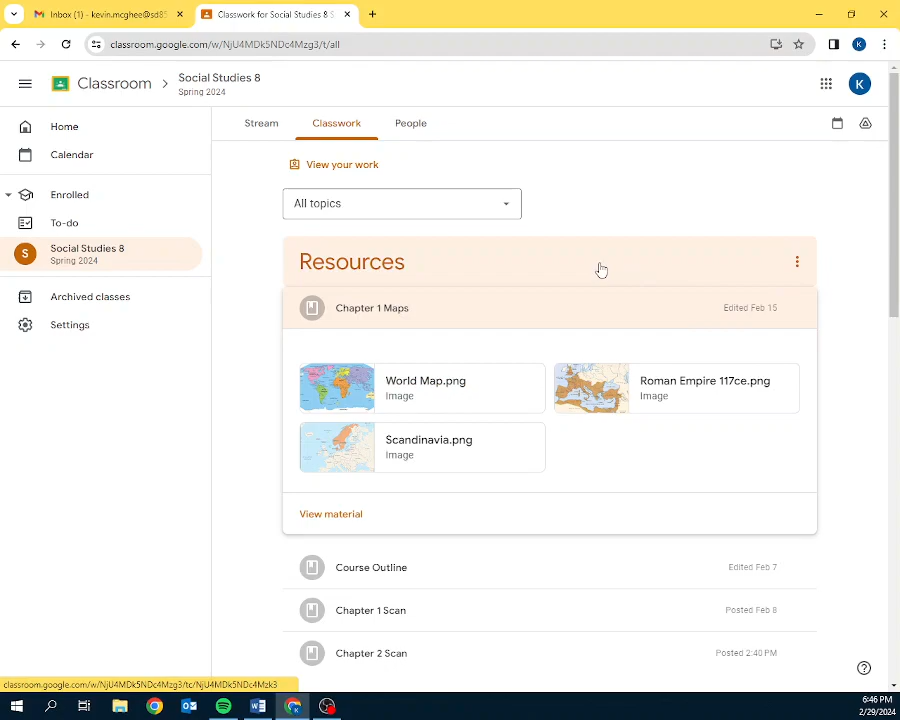 Inbox (1) - kevin.mcghee@sd8
Classwork for Social Studies 8 S
classroom.google.com/w/NjU4MDk5NDc4Mzg3/t/all
K
Classroom
Social Studies 8
Spring 2024
K
Home
Calendar
Enrolled
To-do
S
Social Studies 8
Spring 2024
Archived classes
Settings
Stream
Classwork
People
View your work
All topics
Resources
Chapter 1 Maps
Edited Feb 15
World Map.png
Image
Roman Empire 117ce.png
Image
Scandinavia.png
Image
View material
Course Outline
Edited Feb 7
Chapter 1 Scan
Posted Feb 8
Chapter 2 Scan
Posted 2:40 PM
classroom.google.com/w/NjU4MDk5NDc4Mzg3/tc/NjU4MDk5NDc4Mzk3
6:46 PM
2/29/2024